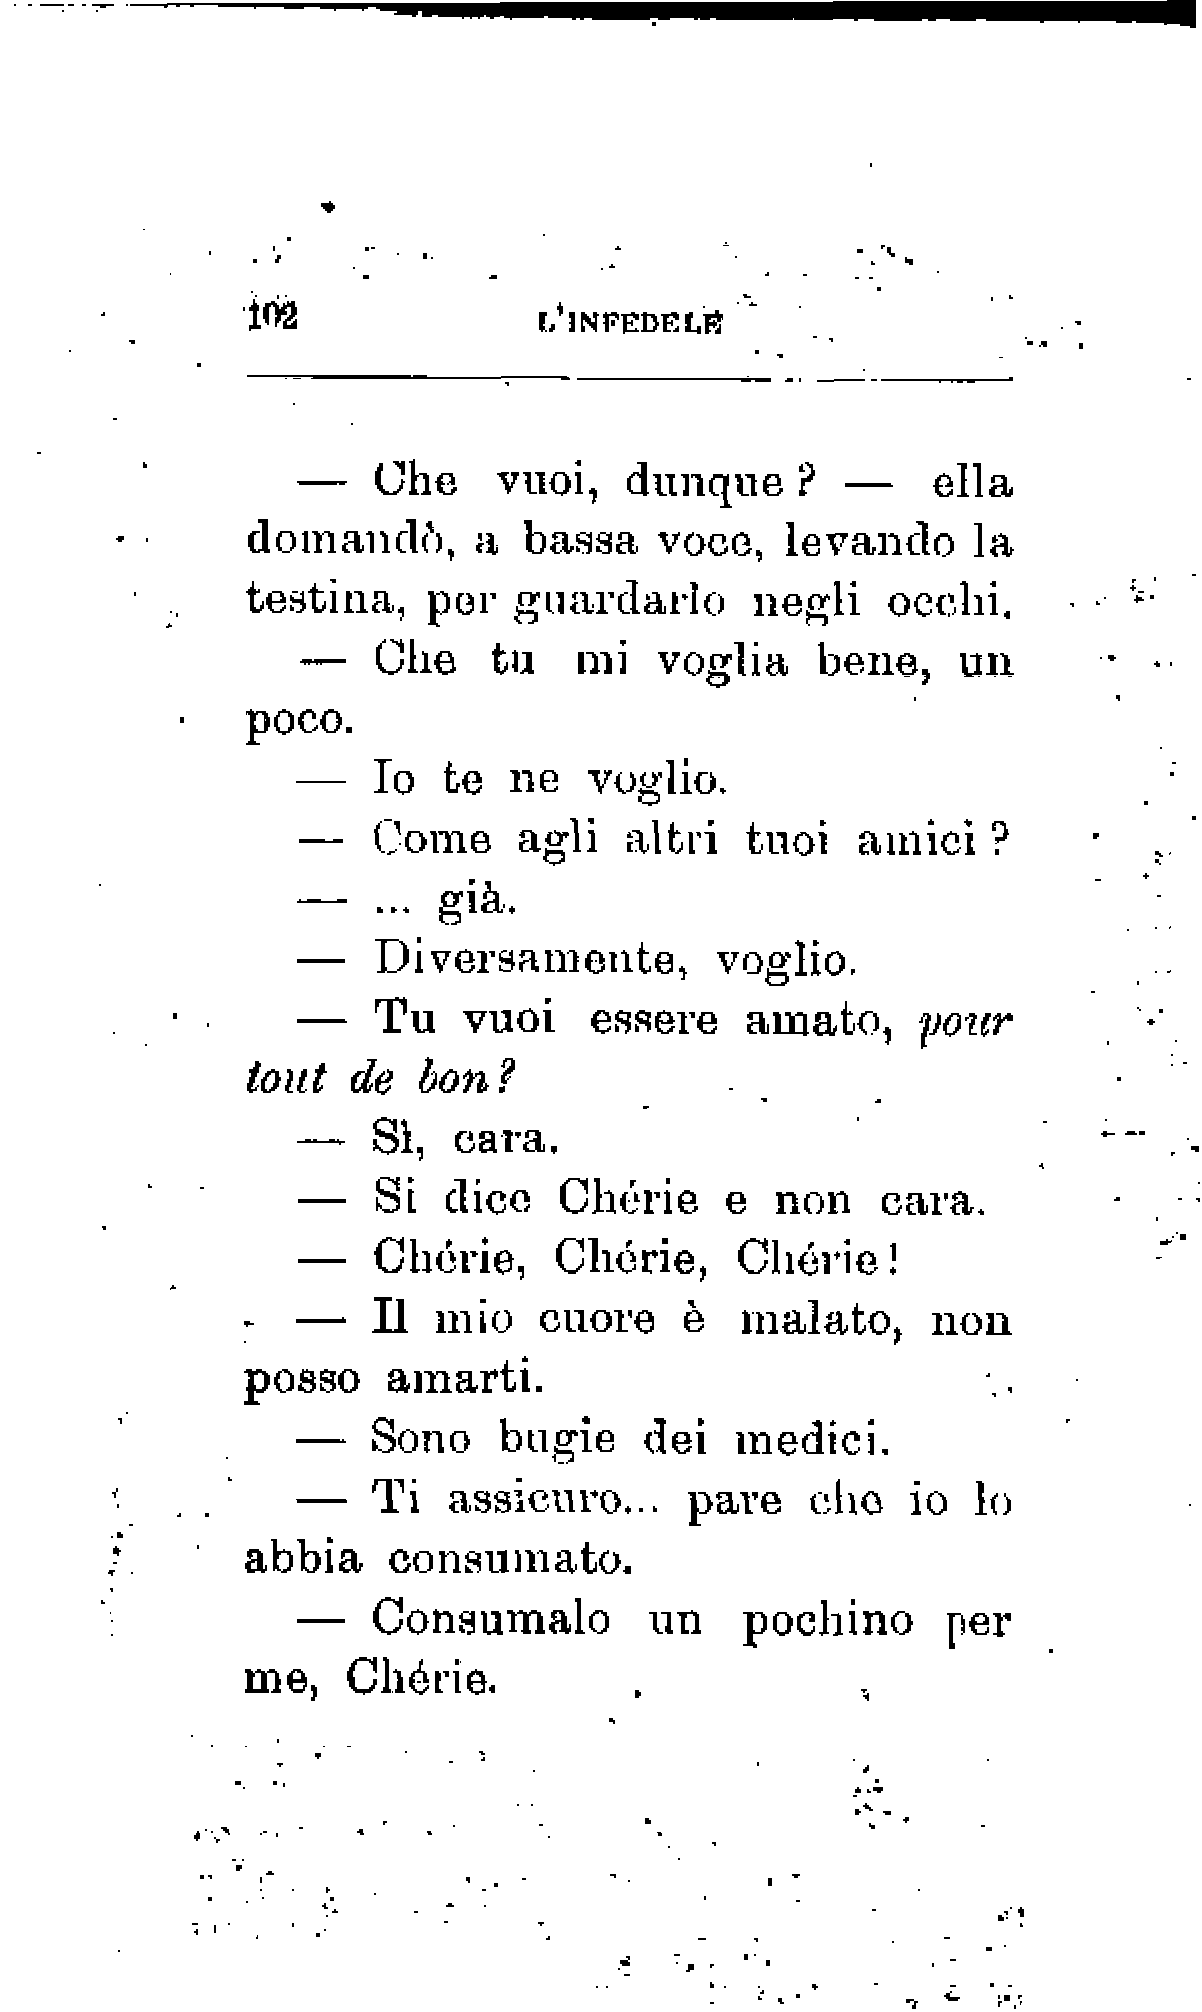 102 L'INFEDELE
— Che vuoi, dunque? — ella
domandò, a bassa voce, levando la
testina, per guardarlo negli occhi.
— Che tu mi voglia bene, un
poco.
— Io te ne voglio.
— Come agli altri tuoi amici?
— ... già.
— Diversamente, voglio.
— Tu vuoi essere amato, pour
tout de bon?
— Sì, cara.
— Si dice Chérie e non cara.
— Chérie, Chérie, Chérie!
— Il mio cuore è malato, non
posso amarti.
— Sono bugie dei medici.
— Ti assicuro... pare che io lo
abbia consumato.
— Consumalo un pochino per
me, Chérie.